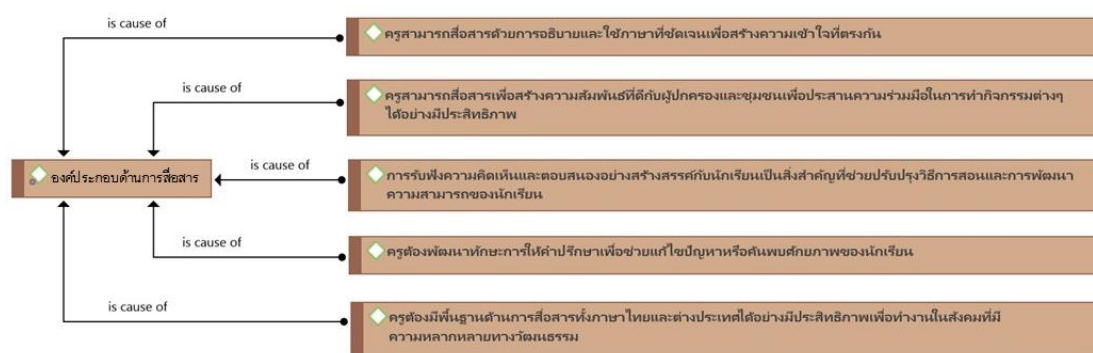 is cause of
ครูสามารถสื่อสารด้วยการอธิบายและใช้ภาษาที่ชัดเจนเพื่อสร้างความเข้าใจที่ตรงกัน
is cause of
ครูสามารถสื่อสารเพื่อสร้างความสัมพันธ์ที่ดีกับผู้ปกครองและชุมชนเพื่อประสานความร่วมมือในการทำกิจกรรมต่างๆ
ได้อย่างมีประสิทธิภาพ
องค์ประกอบด้านการสื่อสาร
is cause of
การรับฟังความคิดเห็นและตอบสนองอย่างสร้างสรรค์กับนักเรียนเป็นสิ่งสำคัญที่ช่วยปรับปรุงวิธีการสอนและการพัฒนา
ความสามารถของนักเรียน
is cause of
ครูต้องพัฒนาทักษะการให้คำปรึกษาเพื่อช่วยแก้ไขปัญหาหรือค้นพบศักยภาพของนักเรียน
is cause of
ครูต้องมีพื้นฐานด้านการสื่อสารทั้งภาษาไทยและต่างประเทศได้อย่างมีประสิทธิภาพเพื่อทำงานในสังคมที่มี
ความหลากหลายทางวัฒนธรรม